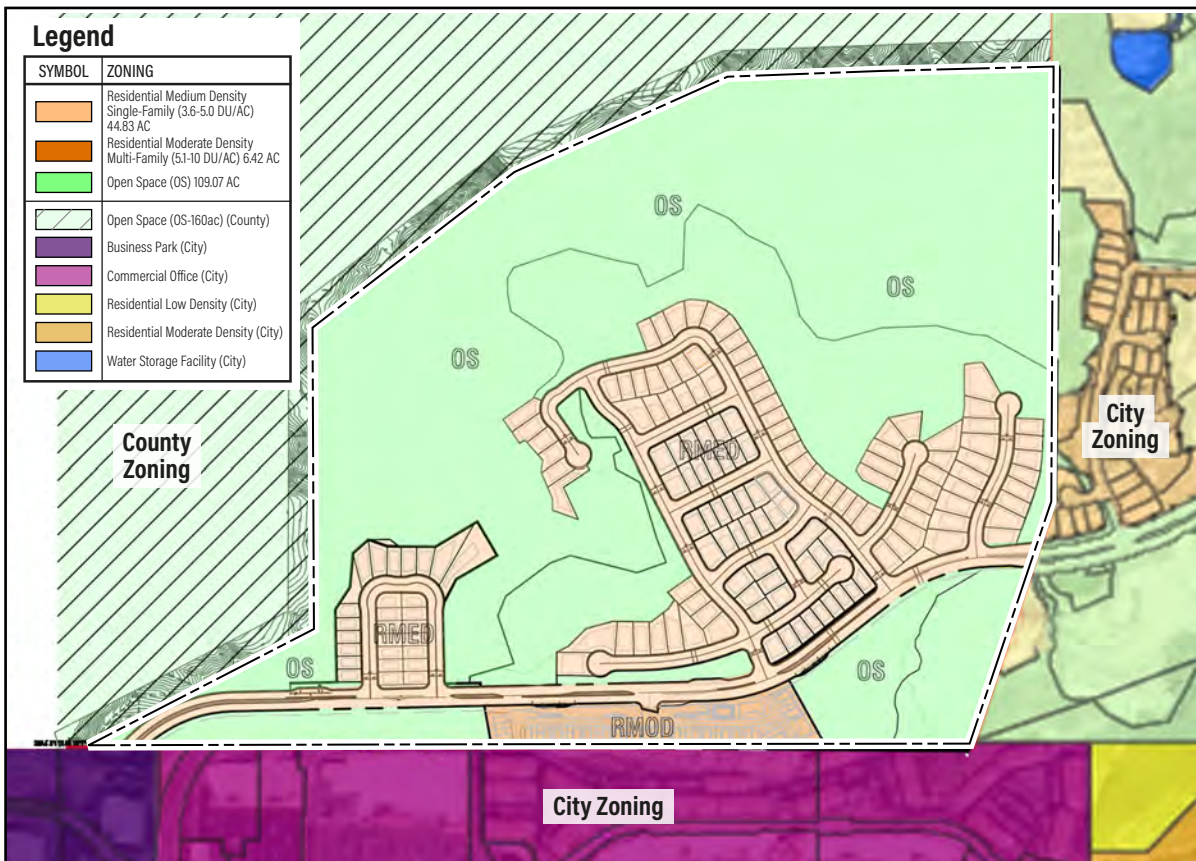 Legend
SYMBOL ZONING
Residential Medium Density
Single-Family (3.6-5.0 DU/AC)
44.83 AC
Residential Moderate Density
Multi-Family (5.1-10 DU/AC) 6.42 AC
Open Space (OS) 109.07 AC
Open Space (OS-160ac) (County)
Business Park (City)
Commercial Office (City)
Residential Low Density (City)
Residential Moderate Density (City)
Water Storage Facility (City)
OS
OS
OS
City
Zoning
County
Zoning
RMED
RMED
OS
OS
RMOD
City Zoning